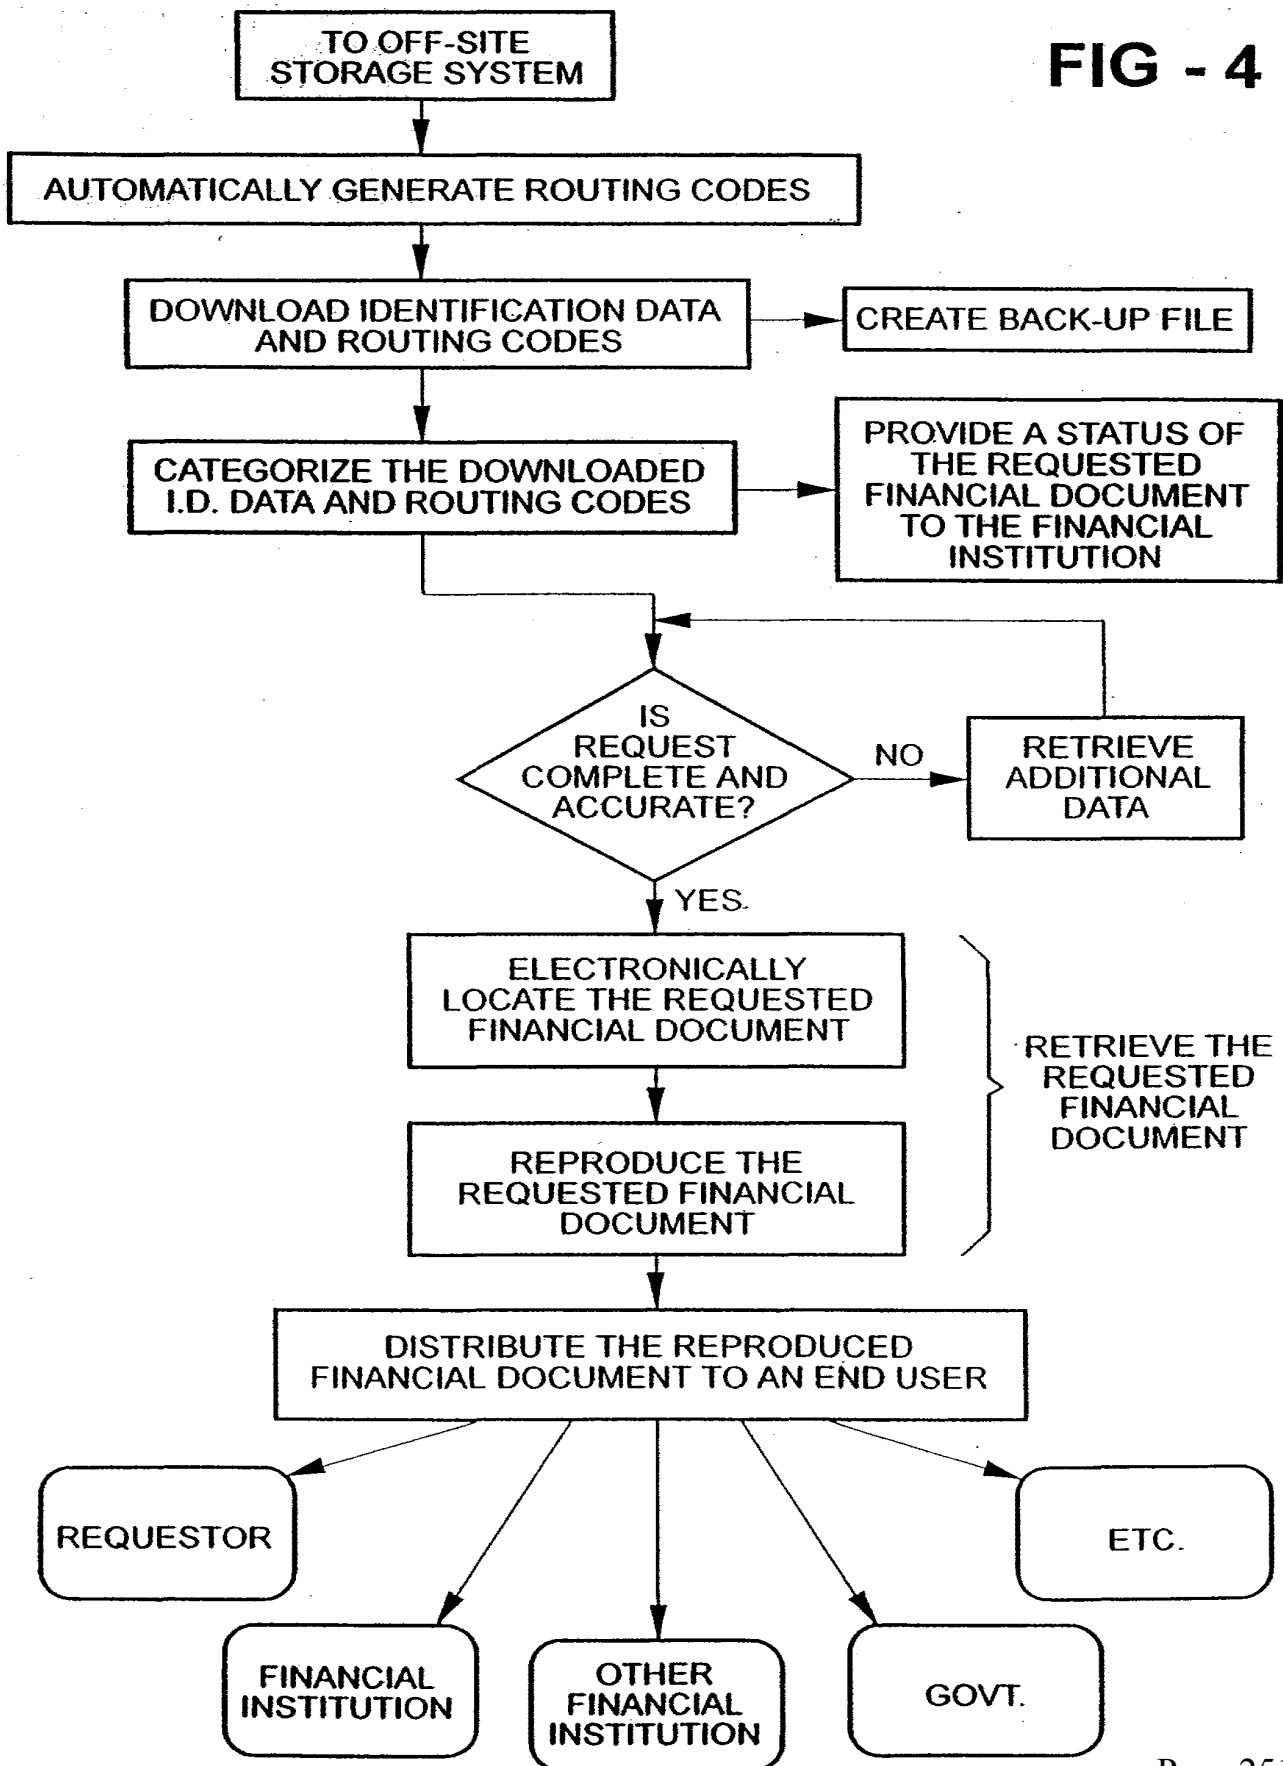 TO OFF-SITE
STORAGE SYSTEM
FIG - 4
AUTOMATICALLY GENERATE ROUTING CODES
DOWNLOAD IDENTIFICATION DATA
AND ROUTING CODES
CREATE BACK-UP FILE
CATEGORIZE THE DOWNLOADED
I.D. DATA AND ROUTING CODES
PROVIDE A STATUS OF
THE REQUESTED
FINANCIAL DOCUMENT
TO THE FINANCIAL
INSTITUTION
IS
REQUEST
COMPLETE AND
ACCURATE?
NO
RETRIEVE
ADDITIONAL
DATA
YES
ELECTRONICALLY
LOCATE THE REQUESTED
FINANCIAL DOCUMENT
REPRODUCE THE
REQUESTED FINANCIAL
DOCUMENT
RETRIEVE THE
REQUESTED
FINANCIAL
DOCUMENT
DISTRIBUTE THE REPRODUCED
FINANCIAL DOCUMENT TO AN END USER
REQUESTOR
FINANCIAL
INSTITUTION
OTHER
FINANCIAL
INSTITUTION
GOVT.
ETC.